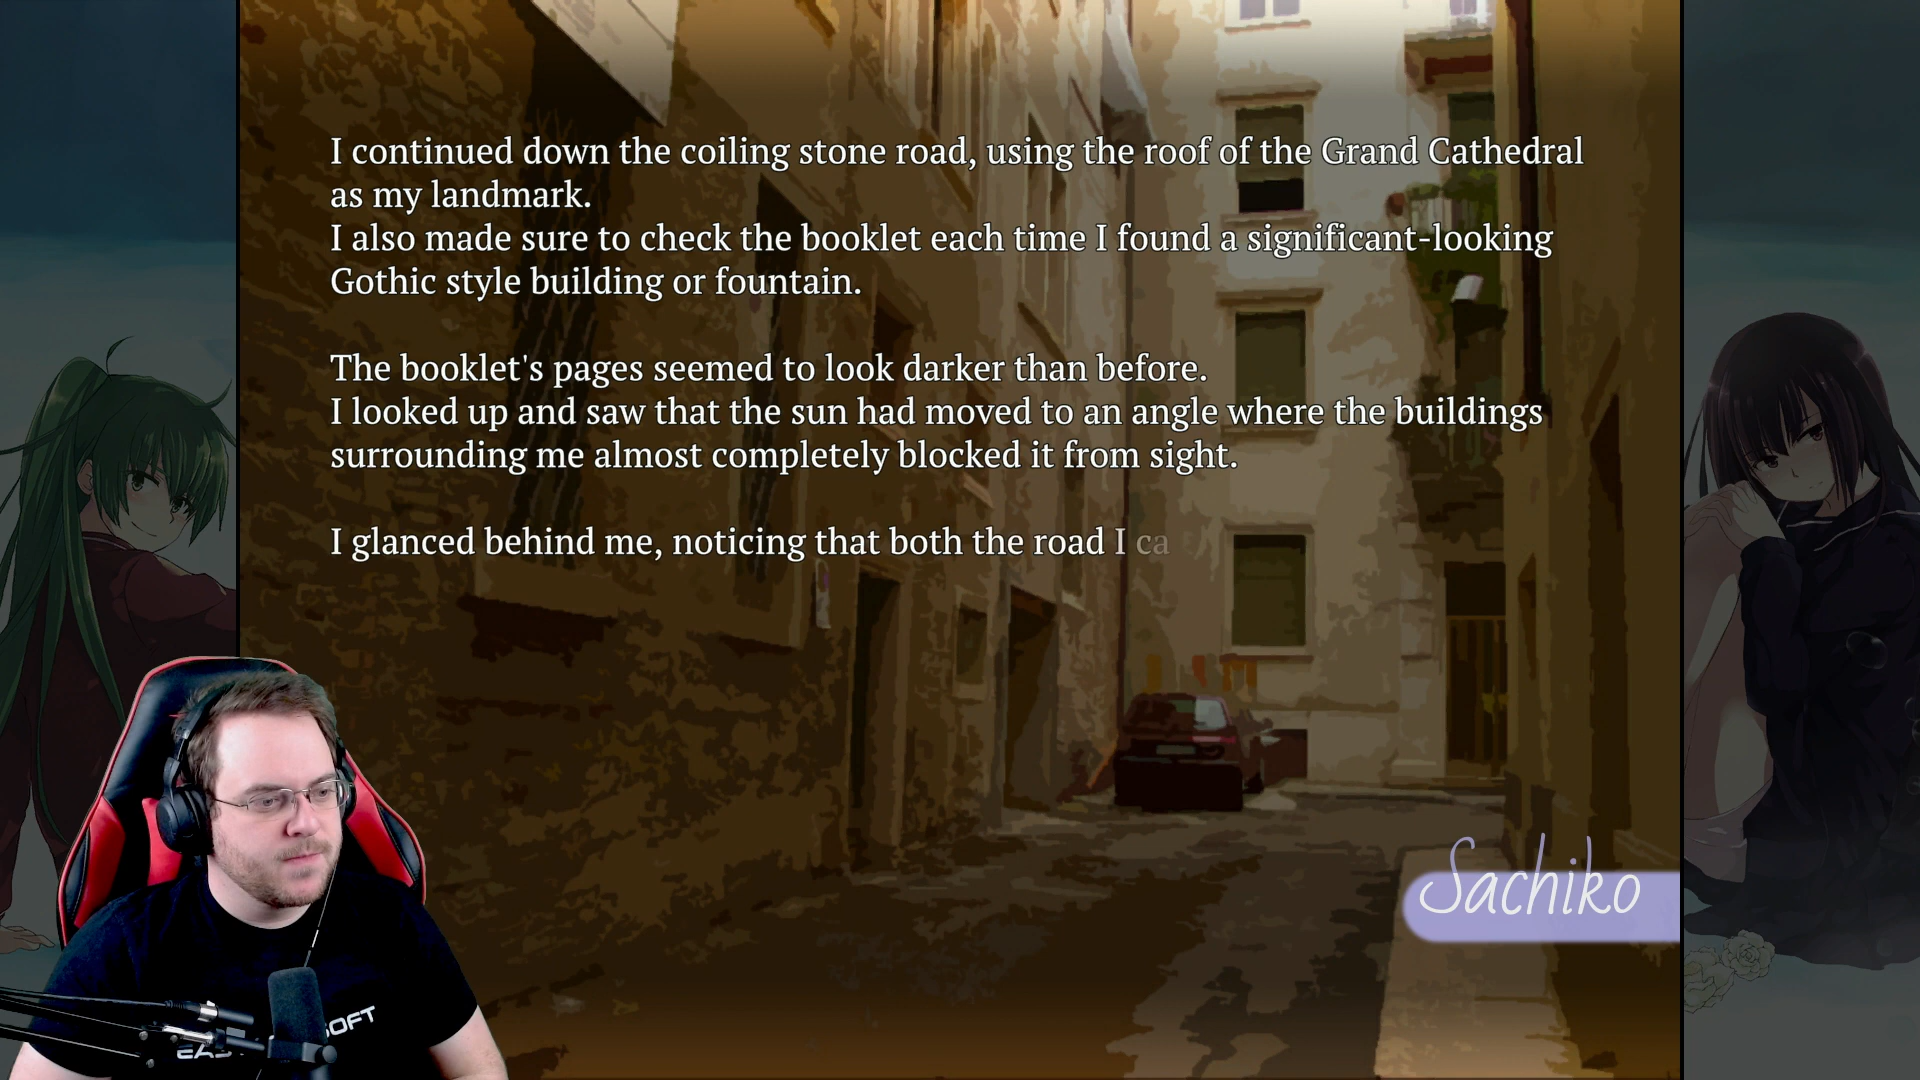 I continued down the coiling stone road, using the roof of the Grand Cathedral
as my landmark.
I also made sure to check the booklet each time I found a significant-looking
Gothic style building or fountain.
The booklet's pages seemed to look darker than before.
I looked up and saw that the sun had moved to an angle where the buildings
surrounding me almost completely blocked it from sight.
I glanced behind me, noticing that both the road I ca
Sachiko